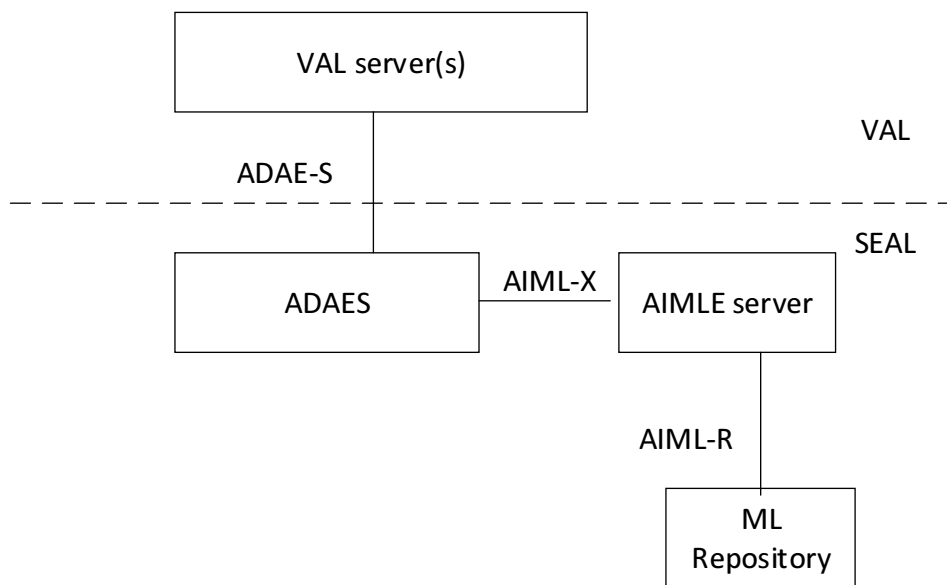 VAL server(s)
VAL
ADAE-S
SEAL
ADAES
AIML-X
AIMLE server
AIML-R
ML
Repository